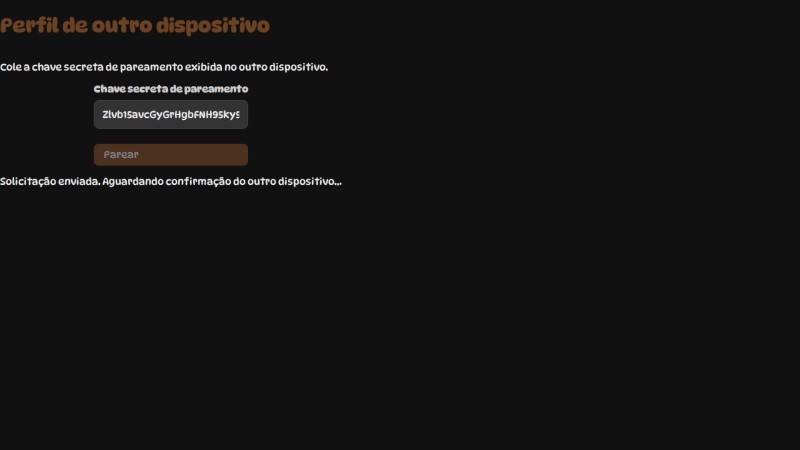 Perfil de outro dispositivo
Cole a chave secreta de pareamento exibida no outro dispositivo.
Chave secreta de pareamento
Parear
Solicitação enviada. Aguardando confirmação do outro dispositivo...